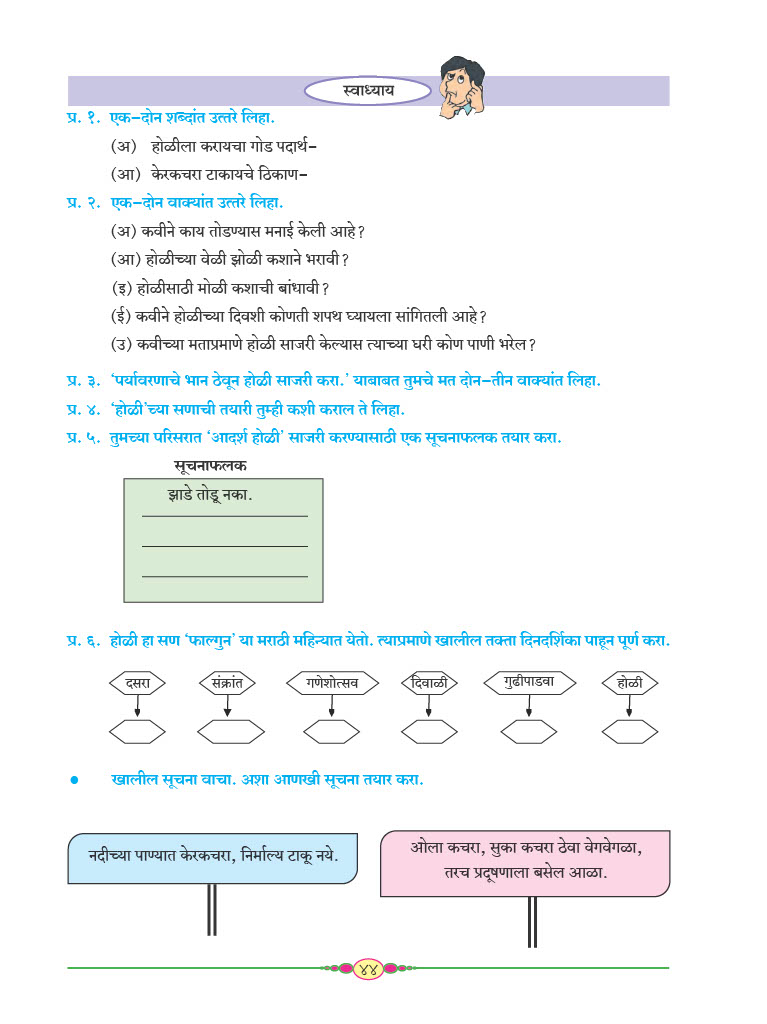 स्वाध्याय
प्र. १. एक-दोन शब्दांत उत्तरे लिहा.
(अ) होळीला करायचा गोड पदार्थ-
(आ) केरकचरा टाकायचे ठिकाण-
प्र. २. एक-दोन वाक्यांत उत्तरे लिहा.
(अ) कवीने काय तोडण्यास मनाई केली आहे?
(आ) होळीच्या वेळी झोळी कशाने भरावी?
(इ) होळीसाठी मोळी कशाची बांधावी?
(ई) कवीने होळीच्या दिवशी कोणती शपथ घ्यायला सांगितली आहे?
(उ) कवीच्या मताप्रमाणे होळी साजरी केल्यास त्याच्या घरी कोण पाणी भरेल?
प्र. ३. ‘पर्यावरणाचे भान ठेवून होळी साजरी करा.’ याबाबत तुमचे मत दोन-तीन वाक्यांत लिहा.
प्र. ४. ‘होळी’च्या सणाची तयारी तुम्ही कशी कराल ते लिहा.
प्र. ५. तुमच्या परिसरात ‘आदर्श होळी’ साजरी करण्यासाठी एक सूचनाफलक तयार करा.
सूचनाफलक
झाडे तोडू नका.
प्र. ६. होळी हा सण ‘फाल्गुन’ या मराठी महिन्यात येतो. त्याप्रमाणे खालील तक्ता दिनदर्शिका पाहून पूर्ण करा.
दसरा संक्रांत गणेशोत्सव दिवाळी गुढीपाडवा होळी
• खालील सूचना वाचा. अशा आणखी सूचना तयार करा.
नदीच्या पाण्यात केरकचरा, निर्माल्य टाकू नये.
ओला कचरा, सुका कचरा ठेवा वेगवेगळा,
तरच प्रदूषणाला बसेल आळा.
४४